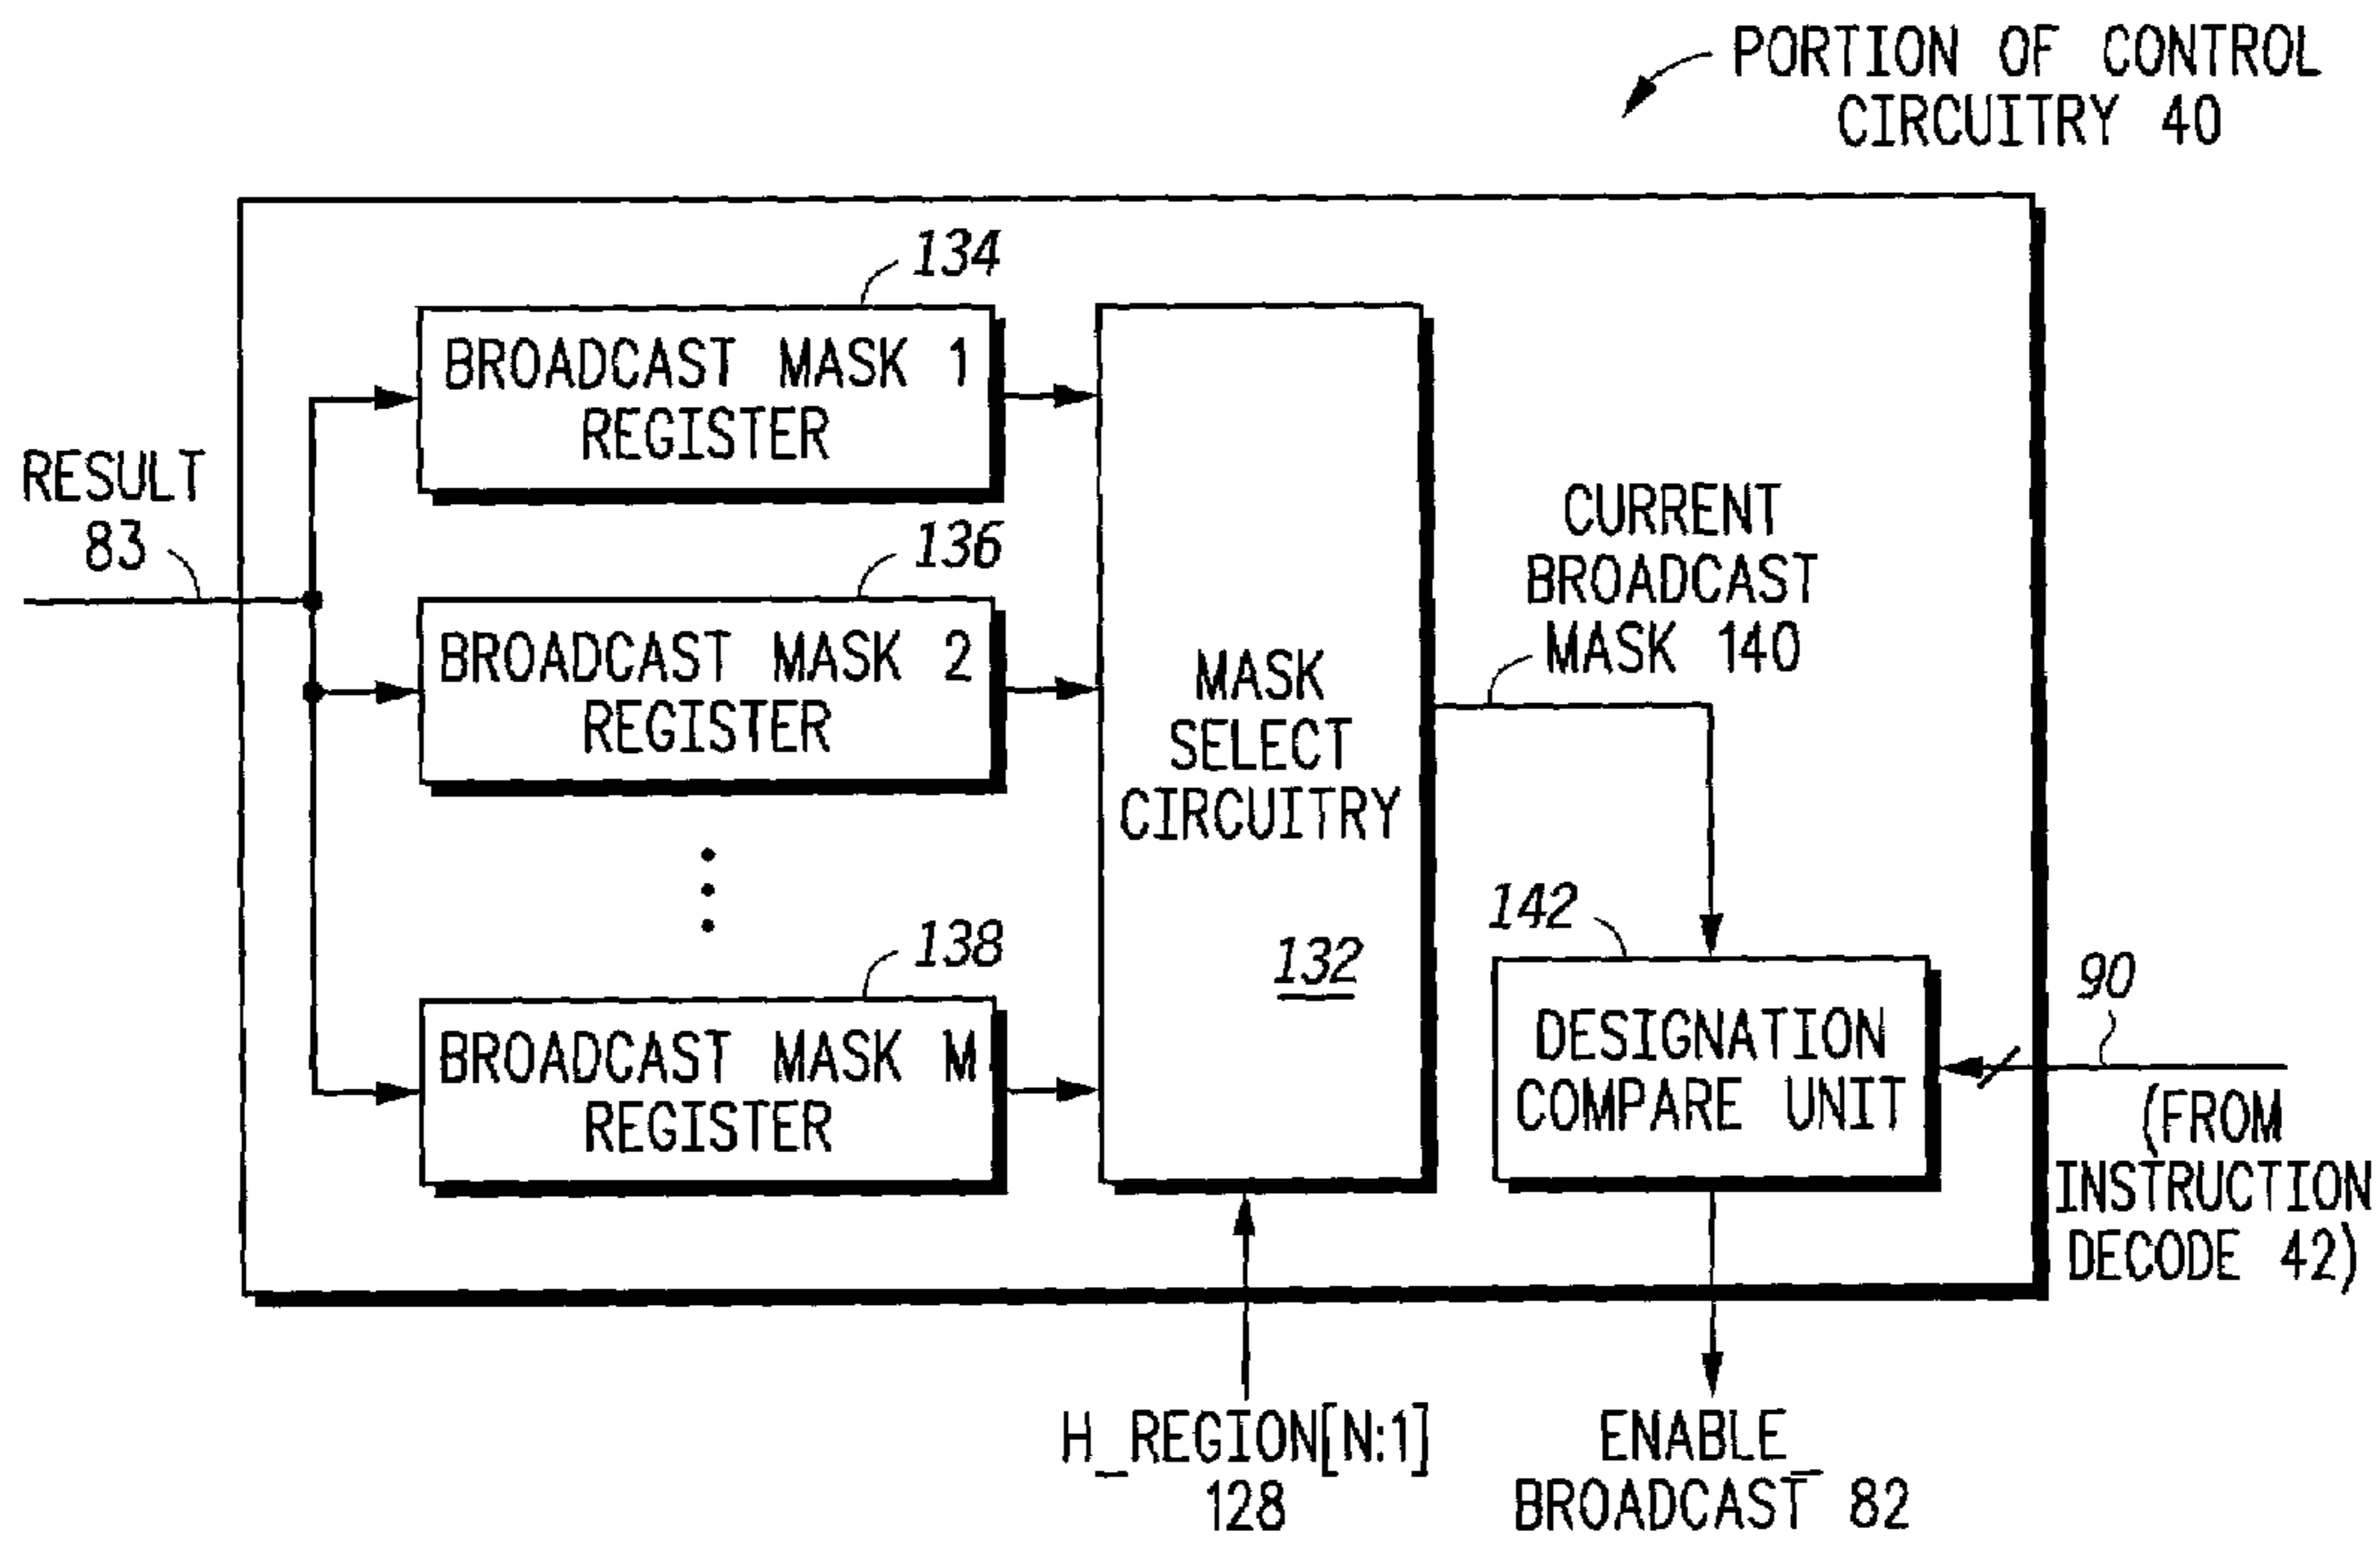 PORTION OF CONTROL
CIRCUITRY 40
134
BROADCAST MASK 1
REGISTER
RESULT
83
136
BROADCAST MASK 2
REGISTER
138
BROADCAST MASK M
REGISTER
MASK
SELECT
CIRCUITRY
132
CURRENT
BROADCAST
MASK 140
142
DESIGNATION
COMPARE UNIT
90
(FROM
INSTRUCTION
DECODE 42)
H_REGION[N:1]
128
ENABLE_
BROADCAST 82